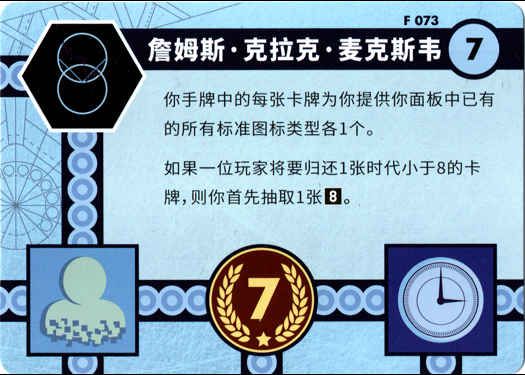 F 073
詹姆斯·克拉克·麦克斯韦
7
你手牌中的每张卡牌为你提供你面板中已有
的所有标准图标类型各1个。
如果一位玩家将要归还1张时代小于8的卡
牌,则你首先抽取1张8。
7